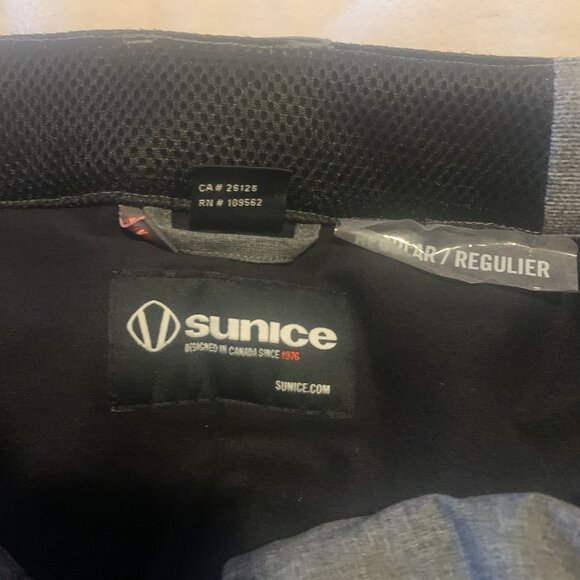 CA# 26125
RN# 109562
/ REGULIER
sunice
DESIGNED IN CANADA SINCE 1976
SUNICE.COM